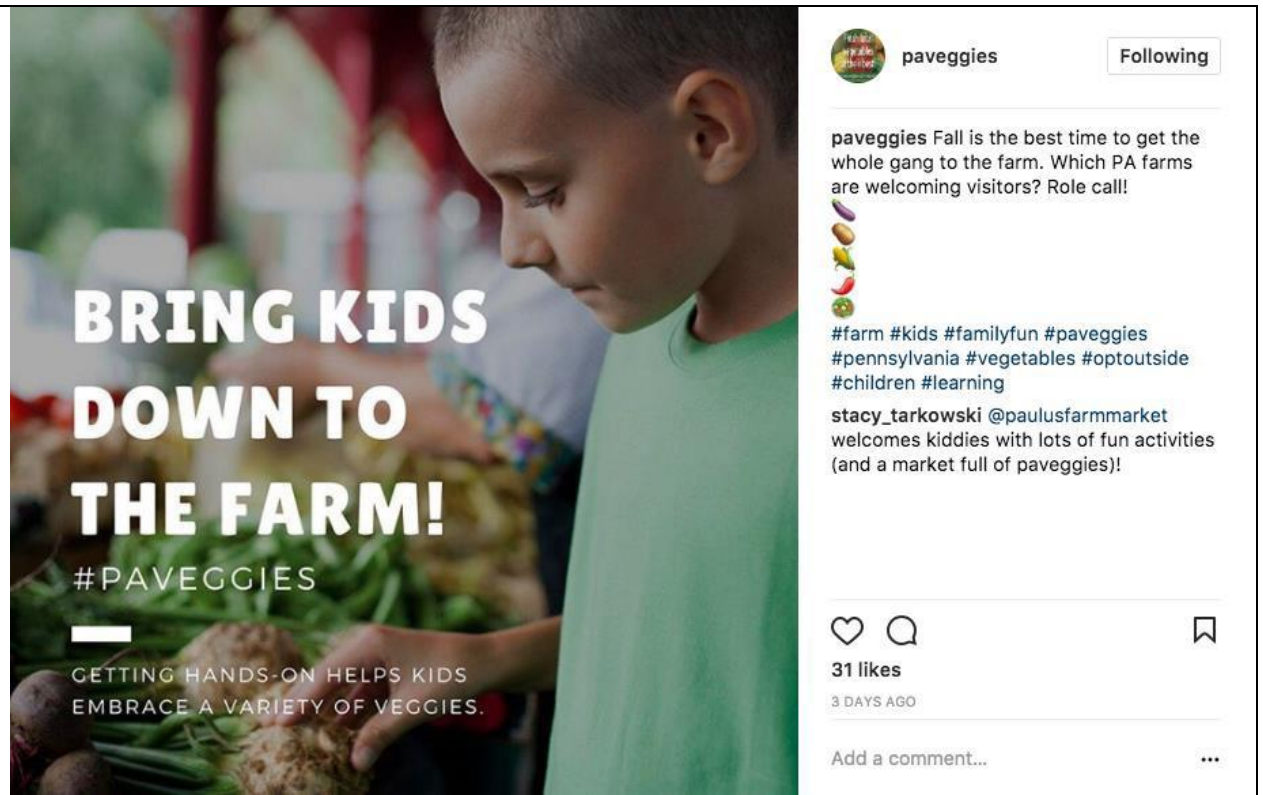 BRING KIDS
DOWN TO
THE FARM!
#PAVEGGIES
GETTING HANDS-ON HELPS KIDS
EMBRACE A VARIETY OF VEGGIES.
paveggies
Following
paveggies Fall is the best time to get the
whole gang to the farm. Which PA farms
are welcoming visitors? Role call!
🍆
🥔
🌽
🌶️
🥗
#farm #kids #familyfun #paveggies
#pennsylvania #vegetables #optoutside
#children #learning
stacy_tarkowski @paulusfarmmarket
welcomes kiddies with lots of fun activities
(and a market full of paveggies)!
31 likes
3 DAYS AGO
Add a comment...